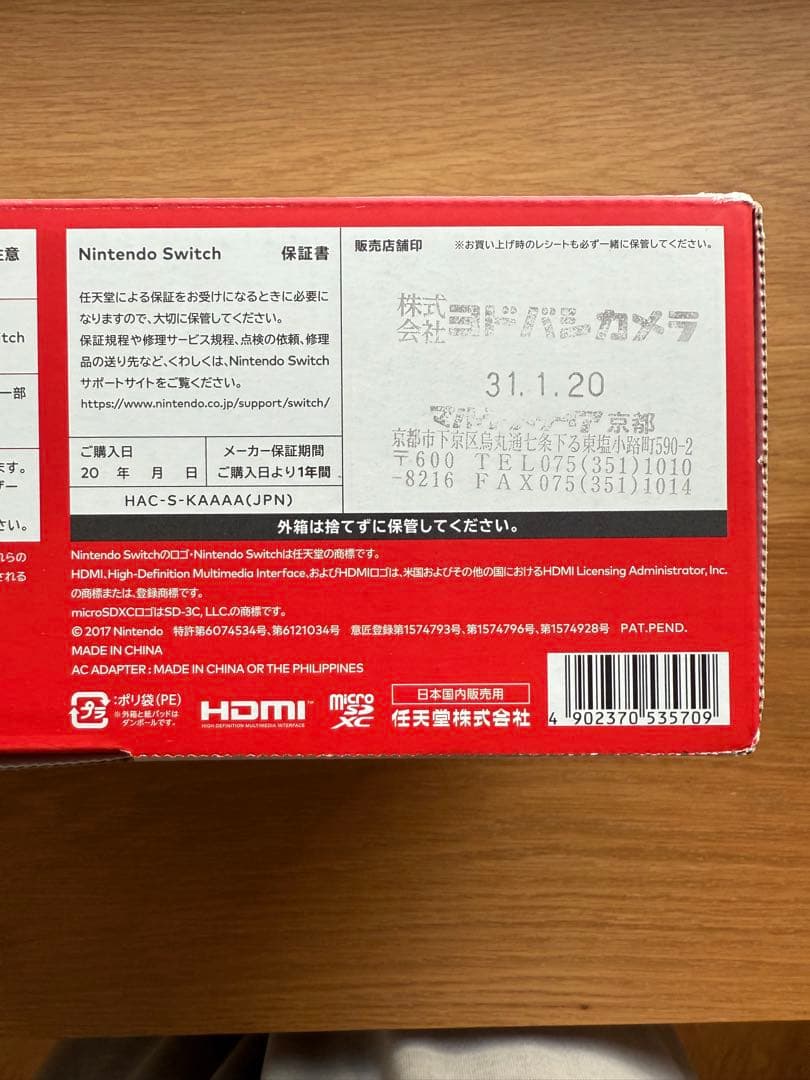 注意
tch
一部
ます。
ザー
さい。
れらの
される
Nintendo Switch 保証書
任天堂による保証をお受けになるときに必要に
なりますので、大切に保管してください。
保証規程や修理サービス規程、点検の依頼、修理
品の送り先など、くわしくは、Nintendo Switch
サポートサイトをご覧ください。
https://www.nintendo.co.jp/support/switch/
ご購入日
20 年 月 日
メーカー保証期間
ご購入日より1年間
HAC-S-KAAAA(JPN)
販売店舗印 ※お買い上げ時のレシートも必ず一緒に保管してください。
株式会社ヨドバシカメラ
31.1.20
京都
京都市下京区烏丸通七条下る東塩小路町590-2
〒600 TEL075(351)1010
-8216 FAX075(351)1014
外箱は捨てずに保管してください。
Nintendo Switchのロゴ・Nintendo Switchは任天堂の商標です。
HDMI、High-Definition Multimedia Interface、およびHDMIロゴは、米国およびその他の国におけるHDMI Licensing Administrator, Inc.
の商標または、登録商標です。
microSDXCロゴはSD-3C, LLC.の商標です。
© 2017 Nintendo 特許第6074534号、第6121034号 意匠登録第1574793号、第1574796号、第1574928号 PAT.PEND.
MADE IN CHINA
AC ADAPTER : MADE IN CHINA OR THE PHILIPPINES
プラ
:ポリ袋(PE)
※外箱と紙パッドは
ダンボールです。
HDMI™
HIGH-DEFINITION MULTIMEDIA INTERFACE
micro SD XC
日本国内販売用
任天堂株式会社
4 902370 535709